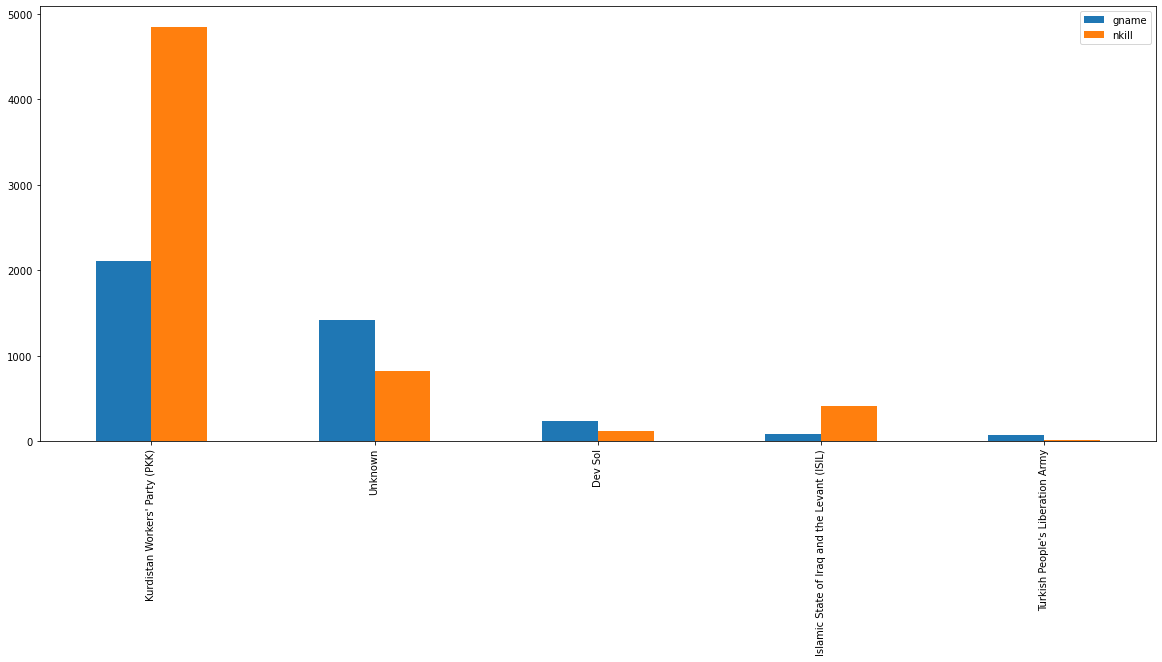 gname
nkill
5000
4000
3000
2000
1000
0
Kurdistan Workers' Party (PKK)
Unknown
Dev Sol
Islamic State of Iraq and the Levant (ISIL)
Turkish People's Liberation Army